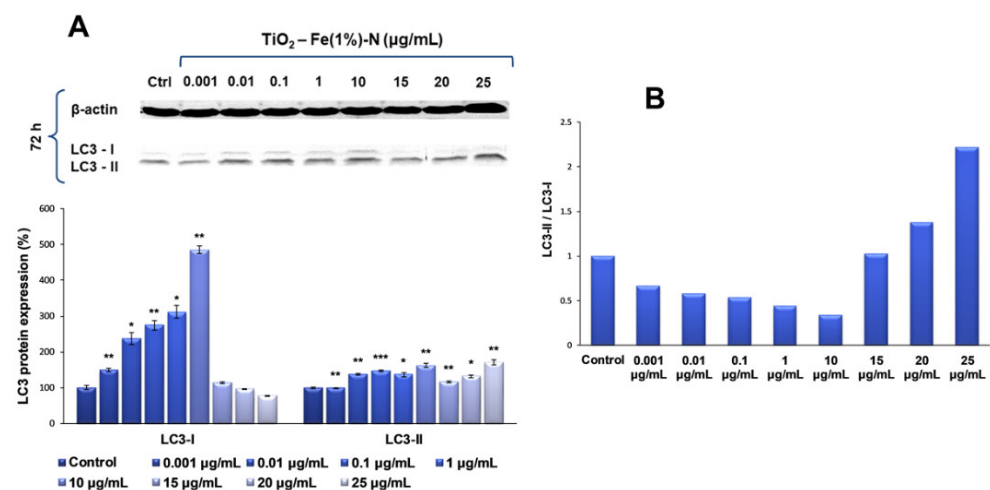 A
TiO₂ – Fe(1%)-N (µg/mL)
Ctrl 0.001 0.01 0.1 1 10 15 20 25
72 h
β-actin
LC3 - I
LC3 - II
LC3 protein expression (%)
600
500
400
300
200
100
0
** * ** * **
** ** *** * ** ** * **
LC3-I LC3-II
Control 0.001 µg/mL 0.01 µg/mL 0.1 µg/mL 1 µg/mL
10 µg/mL 15 µg/mL 20 µg/mL 25 µg/mL
B
LC3-II / LC3-I
2.5
2
1.5
1
0.5
0
Control 0.001 0.01 0.1 1 10 15 20 25
µg/mL µg/mL µg/mL µg/mL µg/mL µg/mL µg/mL µg/mL